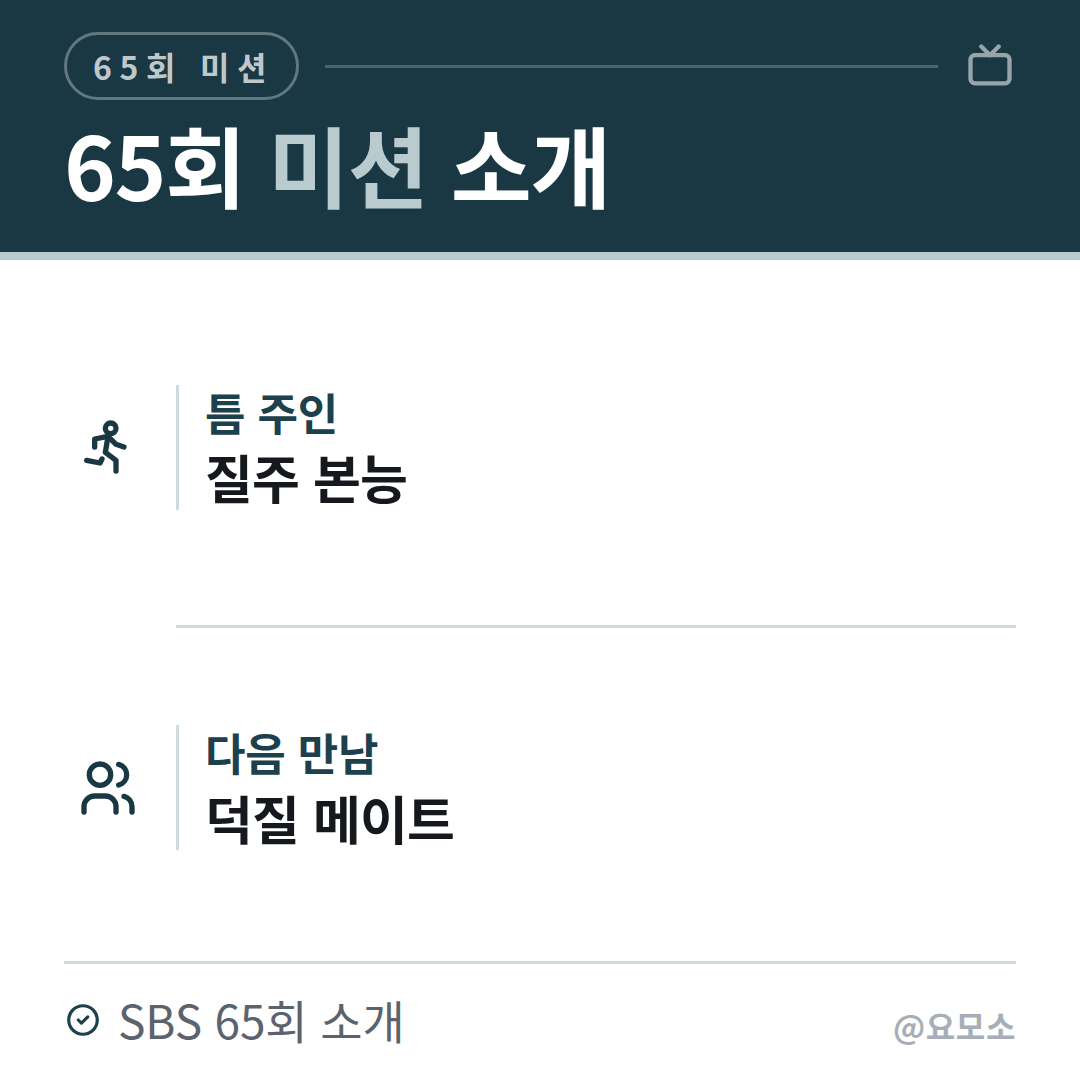 65회 미션
65회 미션 소개
틈 주인
질주 본능
다음 만남
덕질 메이트
SBS 65회 소개
@요모소